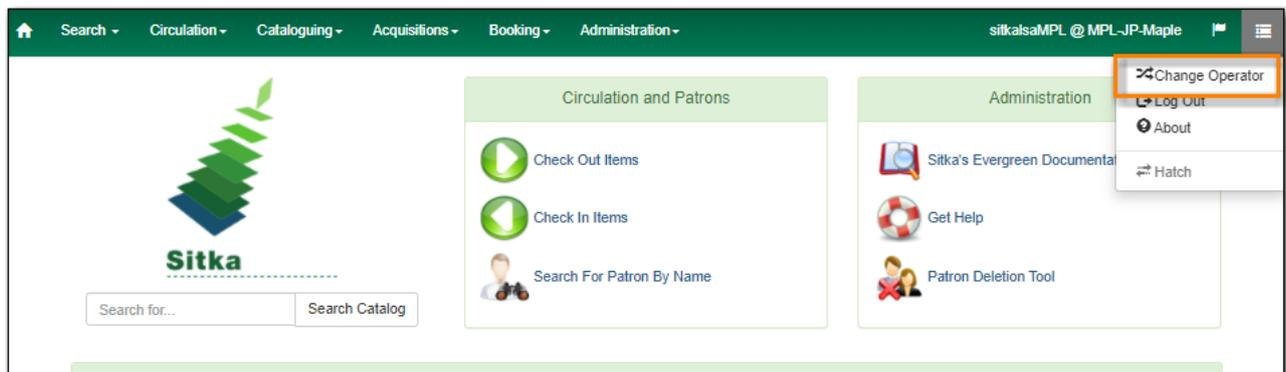 Search Circulation Cataloguing Acquisitions Booking Administration sitkalsaMPL @ MPL-JP-Maple
Change Operator
Log Out
About
Hatch
Sitka
Search for... Search Catalog
Circulation and Patrons
Check Out Items
Check In Items
Search For Patron By Name
Administration
Sitka's Evergreen Documentat
Get Help
Patron Deletion Tool